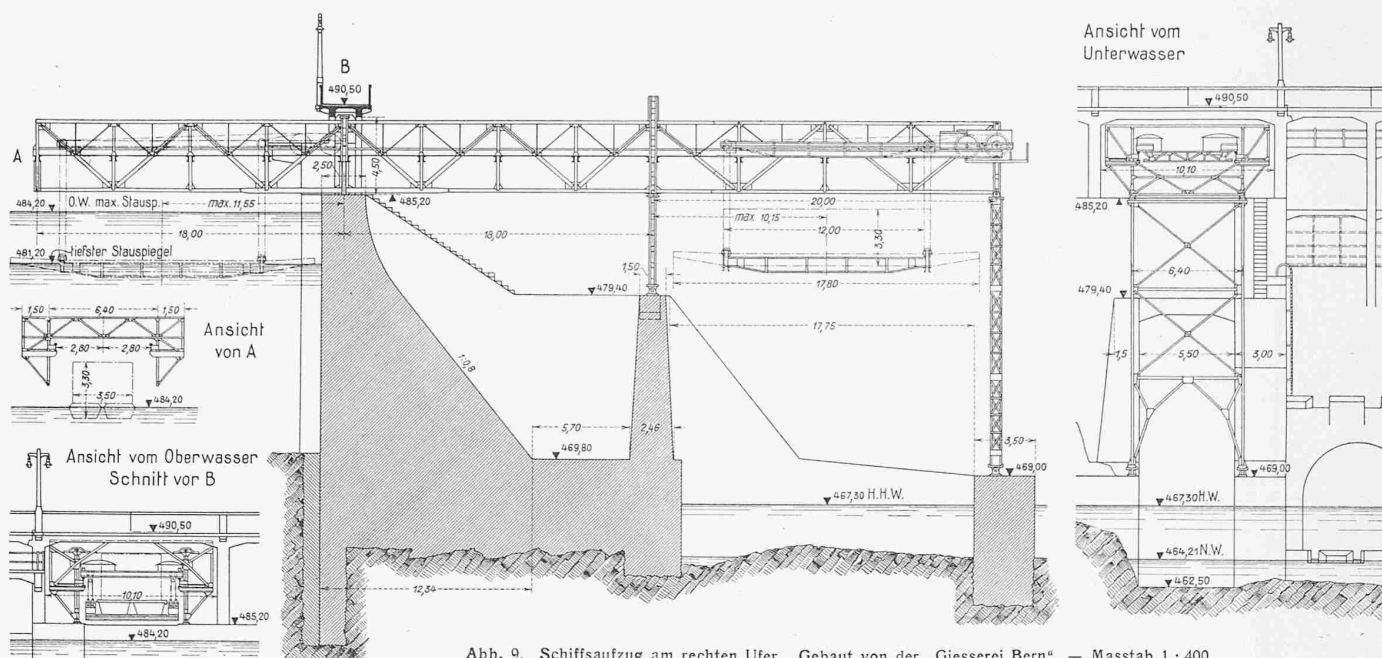 B
490,50
A
2,50
4,50
O.W. max. Stausp.
max. 11,55
484,20
485,20
18,00
18,00
20,00
max. 10,15
12,00
3,30
tiefster Stauspiegel
481,20
1,50
17,80
479,40
17,75
1:0,8
5,70
2,46
469,80
3,50
469,00
467,30 H.H.W.
12,34
1,50
6,40
1,50
2,80
2,80
3,30
3,50
484,20
Ansicht
von A
Ansicht vom Oberwasser
Schnitt vor B
490,50
10,10
485,20
484,20
Ansicht vom
Unterwasser
490,50
10,10
485,20
6,40
479,40
1,5
5,50
3,00
469,00
467,30 H.W.
464,21 N.W.
462,50
Abb. 9. Schiffsaufzug am rechten Ufer. Gebaut von der „Giesserei Bern“. — Masstab 1 : 400.